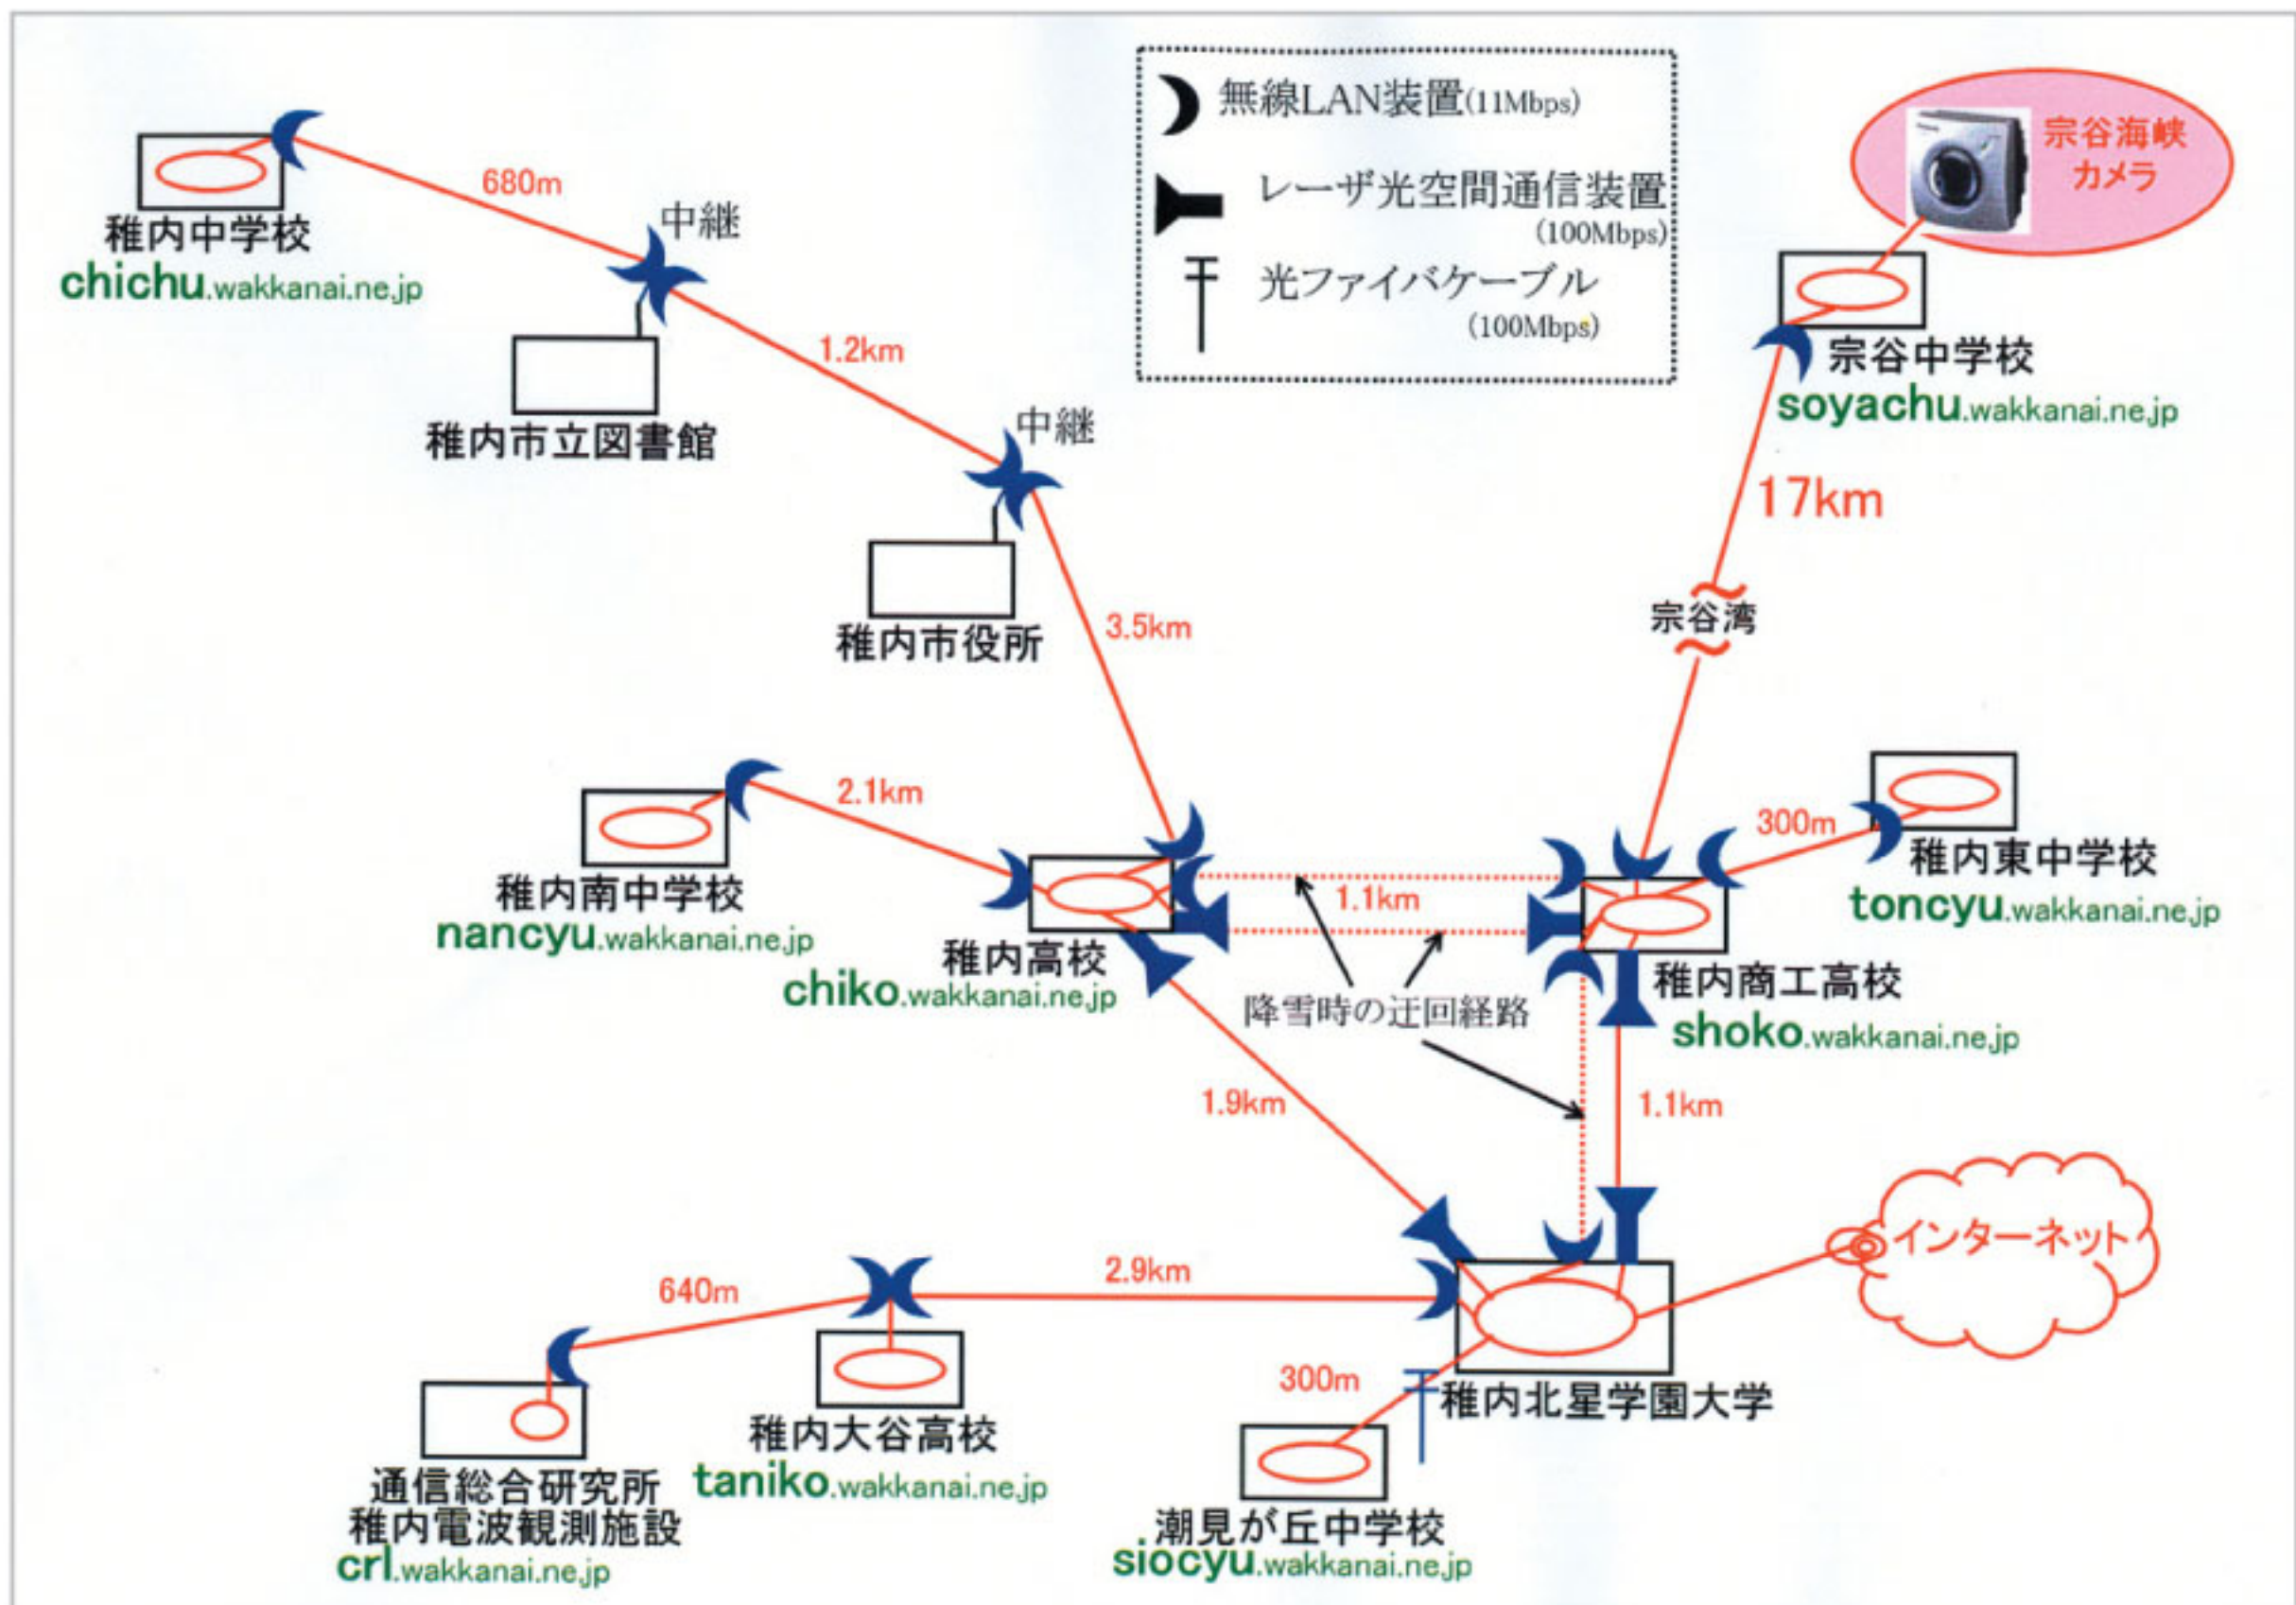 無線LAN装置(11Mbps)
レーザ光空間通信装置
(100Mbps)
光ファイバケーブル
(100Mbps)
宗谷海峡
カメラ
稚内中学校
chichu.wakkanai.ne.jp
680m
中継
稚内市立図書館
1.2km
中継
稚内市役所
3.5km
宗谷中学校
soyachu.wakkanai.ne.jp
17km
宗谷湾
稚内南中学校
nancyu.wakkanai.ne.jp
2.1km
稚内高校
chiko.wakkanai.ne.jp
1.1km
降雪時の迂回経路
300m
稚内東中学校
toncyu.wakkanai.ne.jp
稚内商工高校
shoko.wakkanai.ne.jp
1.9km
1.1km
インターネット
640m
2.9km
300m
稚内北星学園大学
通信総合研究所
稚内電波観測施設
crl.wakkanai.ne.jp
稚内大谷高校
taniko.wakkanai.ne.jp
潮見が丘中学校
siocyu.wakkanai.ne.jp